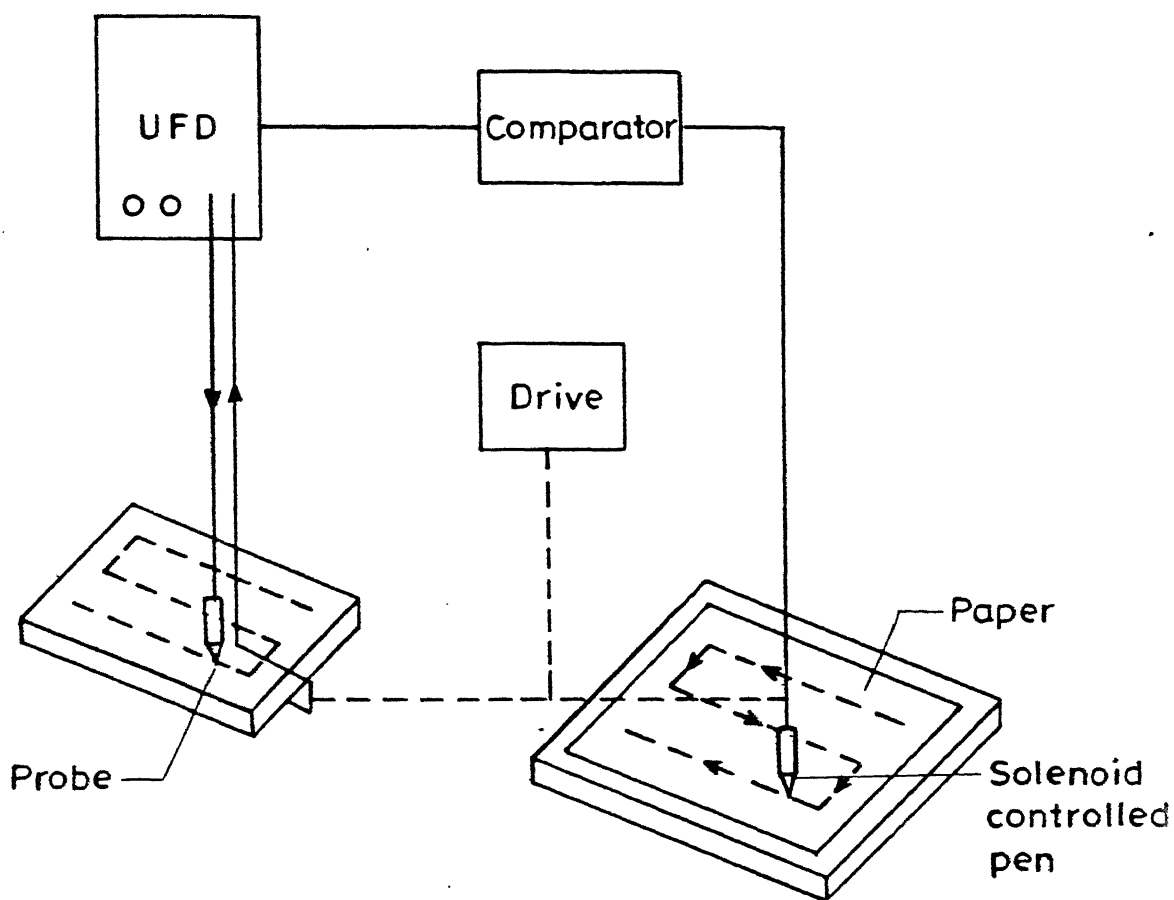 UFD
Comparator
Drive
Paper
Probe
Solenoid
controlled
pen